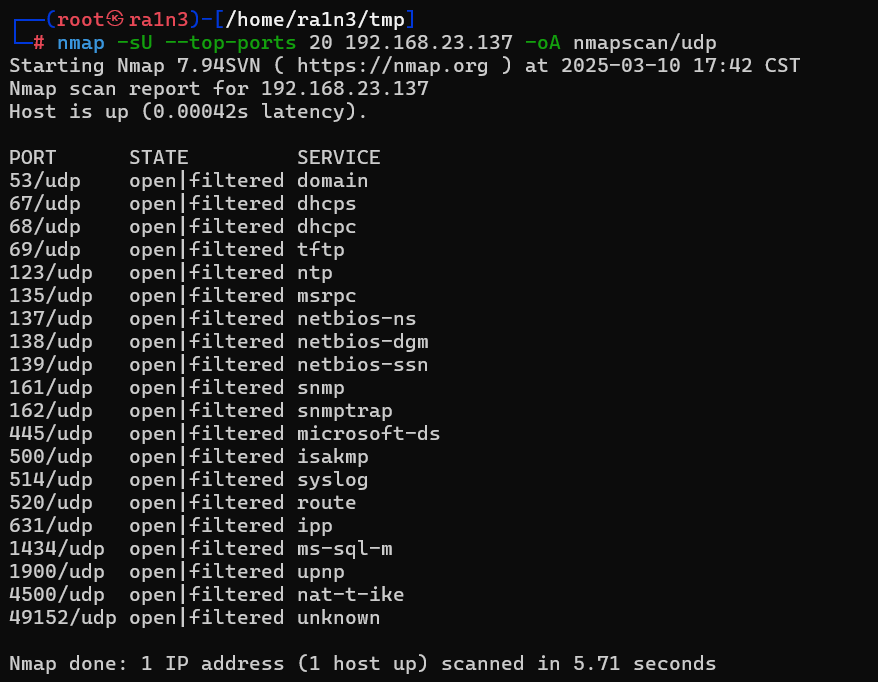 ┌──(root㉿ra1n3)-[/home/ra1n3/tmp]
└─# nmap -sU --top-ports 20 192.168.23.137 -oA nmapscan/udp
Starting Nmap 7.94SVN ( https://nmap.org ) at 2025-03-10 17:42 CST
Nmap scan report for 192.168.23.137
Host is up (0.00042s latency).

PORT      STATE         SERVICE
53/udp    open|filtered domain
67/udp    open|filtered dhcps
68/udp    open|filtered dhcpc
69/udp    open|filtered tftp
123/udp   open|filtered ntp
135/udp   open|filtered msrpc
137/udp   open|filtered netbios-ns
138/udp   open|filtered netbios-dgm
139/udp   open|filtered netbios-ssn
161/udp   open|filtered snmp
162/udp   open|filtered snmptrap
445/udp   open|filtered microsoft-ds
500/udp   open|filtered isakmp
514/udp   open|filtered syslog
520/udp   open|filtered route
631/udp   open|filtered ipp
1434/udp  open|filtered ms-sql-m
1900/udp  open|filtered upnp
4500/udp  open|filtered nat-t-ike
49152/udp open|filtered unknown

Nmap done: 1 IP address (1 host up) scanned in 5.71 seconds